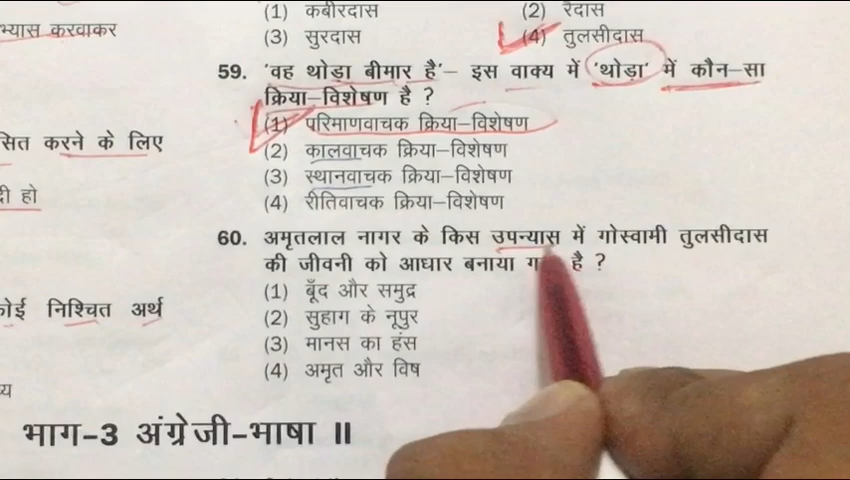 (1) कबीरदास (2) रैदास
(3) सुरदास (4) तुलसीदास
59. 'वह थोड़ा बीमार है'– इस वाक्य में 'थोड़ा' में कौन–सा
क्रिया–विशेषण है ?
(1) परिमाणवाचक क्रिया–विशेषण
(2) कालवाचक क्रिया–विशेषण
(3) स्थानवाचक क्रिया–विशेषण
(4) रीतिवाचक क्रिया–विशेषण
60. अमृतलाल नागर के किस उपन्यास में गोस्वामी तुलसीदास
की जीवनी को आधार बनाया है ?
(1) बूँद और समुद्र
(2) सुहाग के नूपुर
(3) मानस का हंस
(4) अमृत और विष
करवाकर
करने के लिए
हो
निश्चित अर्थ
भाग-3 अंग्रेजी-भाषा II